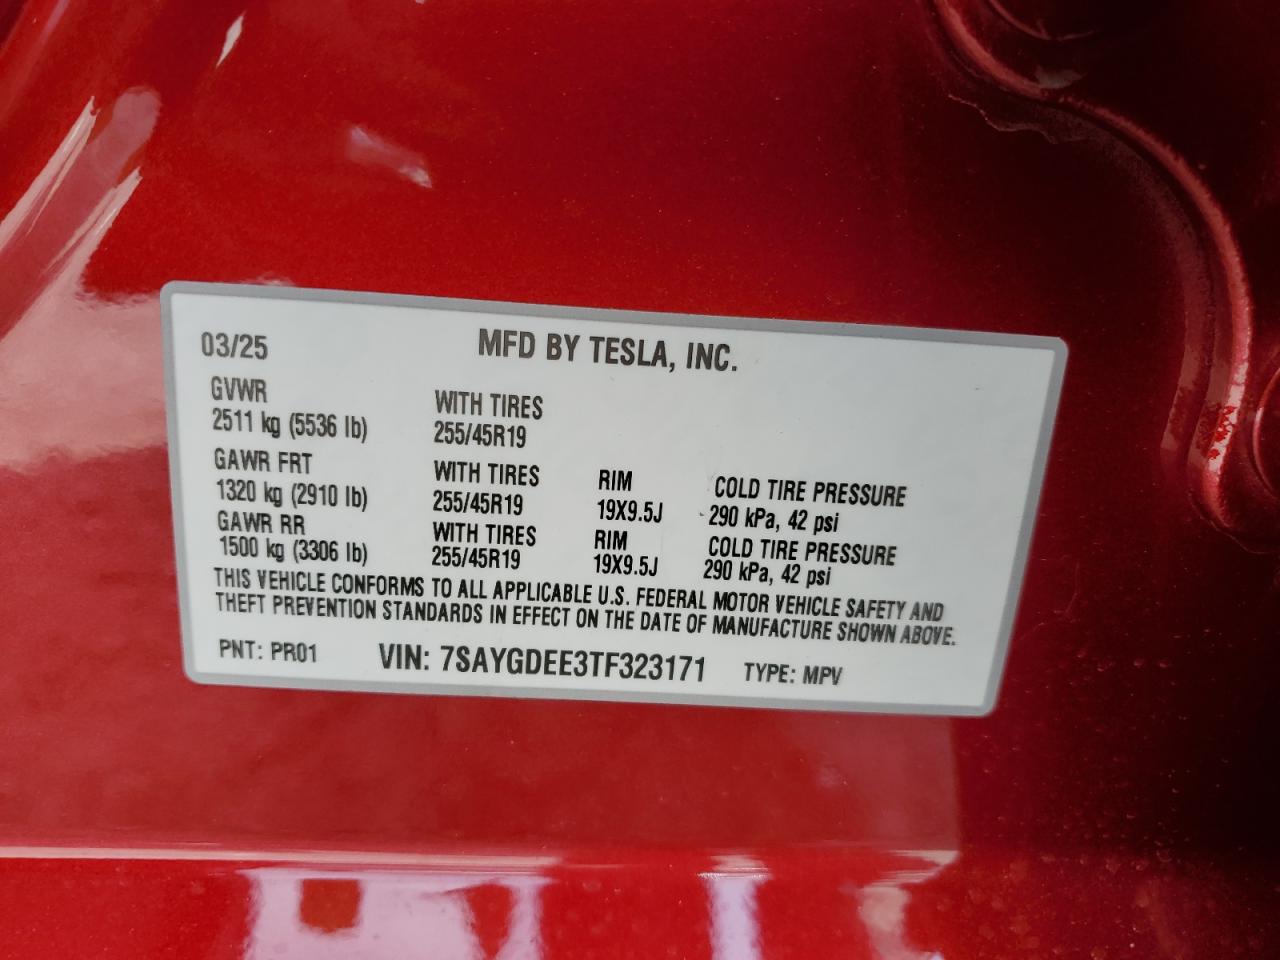 03/25 MFD BY TESLA, INC.
GVWR WITH TIRES
2511 kg (5536 lb) 255/45R19
GAWR FRT WITH TIRES RIM COLD TIRE PRESSURE
1320 kg (2910 lb) 255/45R19 19X9.5J 290 kPa, 42 psi
GAWR RR WITH TIRES RIM COLD TIRE PRESSURE
1500 kg (3306 lb) 255/45R19 19X9.5J 290 kPa, 42 psi
THIS VEHICLE CONFORMS TO ALL APPLICABLE U.S. FEDERAL MOTOR VEHICLE SAFETY AND
THEFT PREVENTION STANDARDS IN EFFECT ON THE DATE OF MANUFACTURE SHOWN ABOVE.
PNT: PR01 VIN: 7SAYGDEE3TF323171 TYPE: MPV